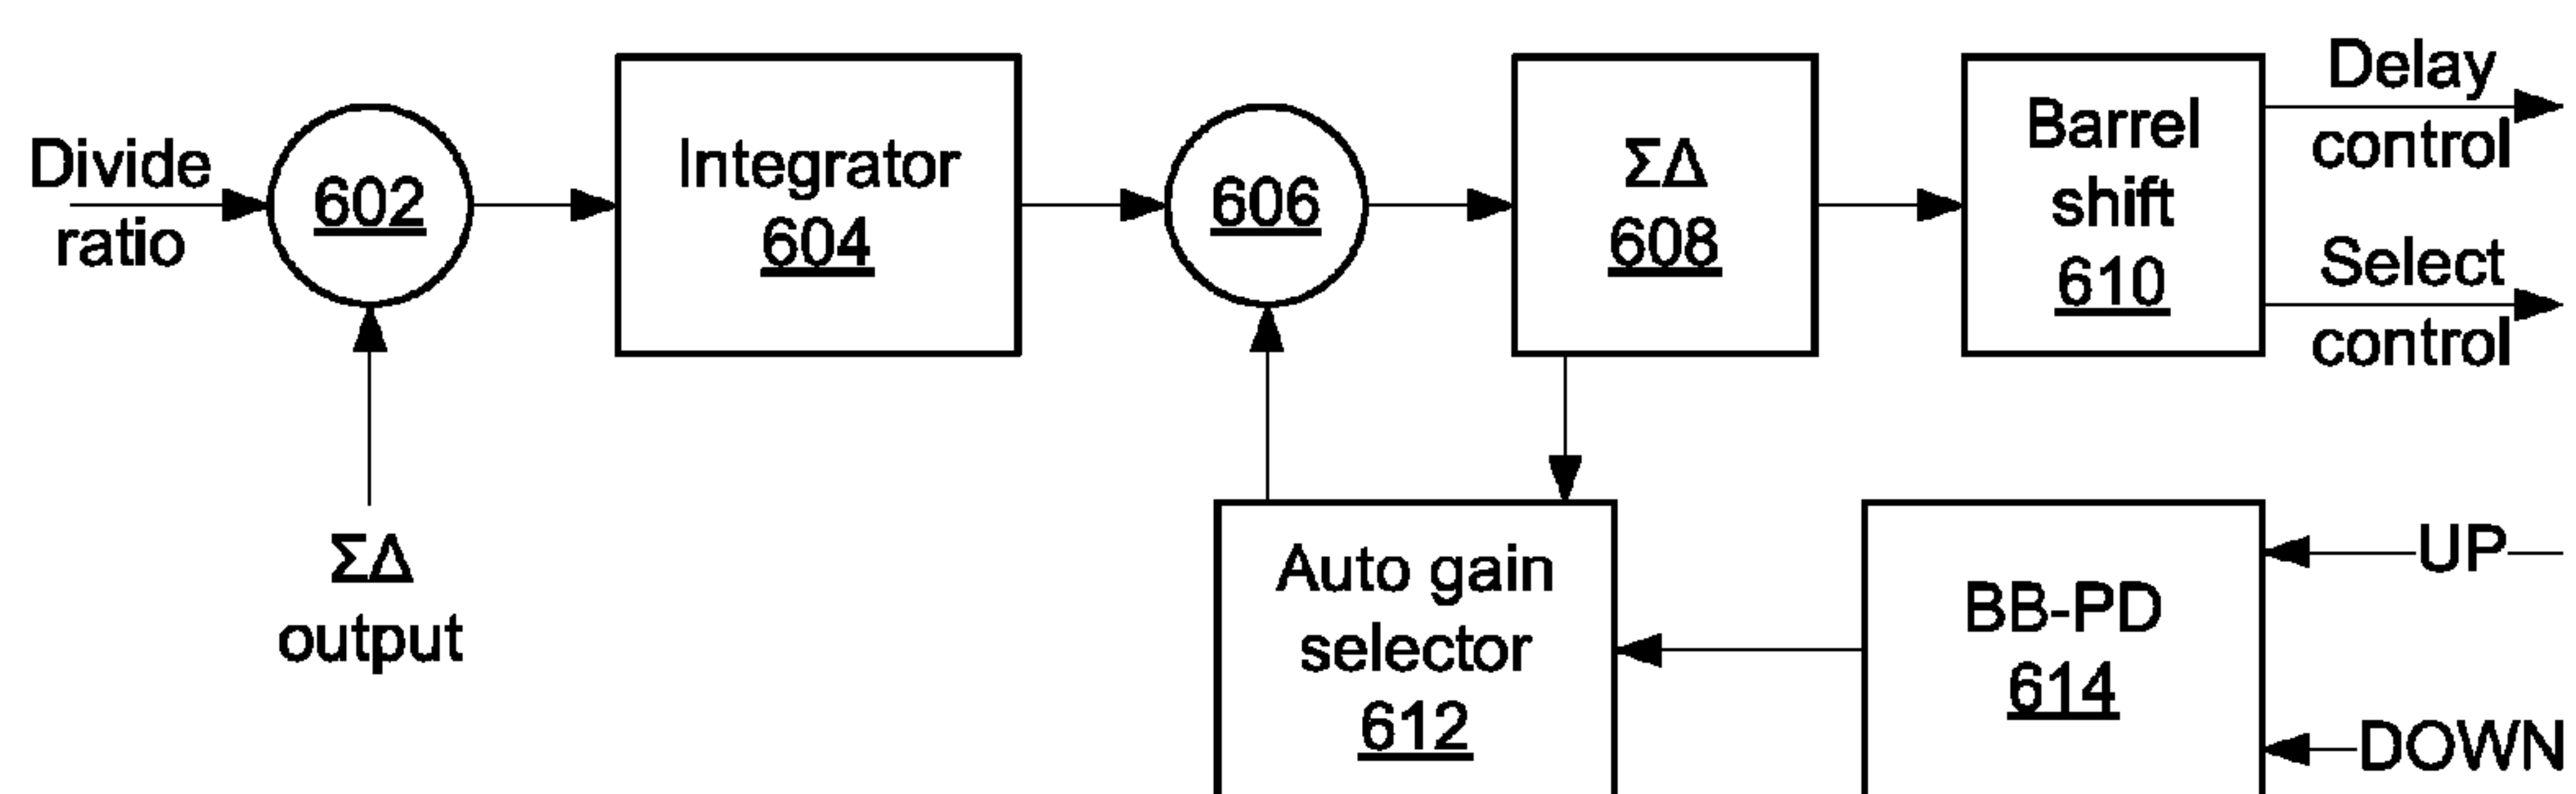 Divide
ratio
602
ΣΔ
output
Integrator
604
606
ΣΔ
608
Barrel
shift
610
Delay
control
Select
control
Auto gain
selector
612
BB-PD
614
UP
DOWN